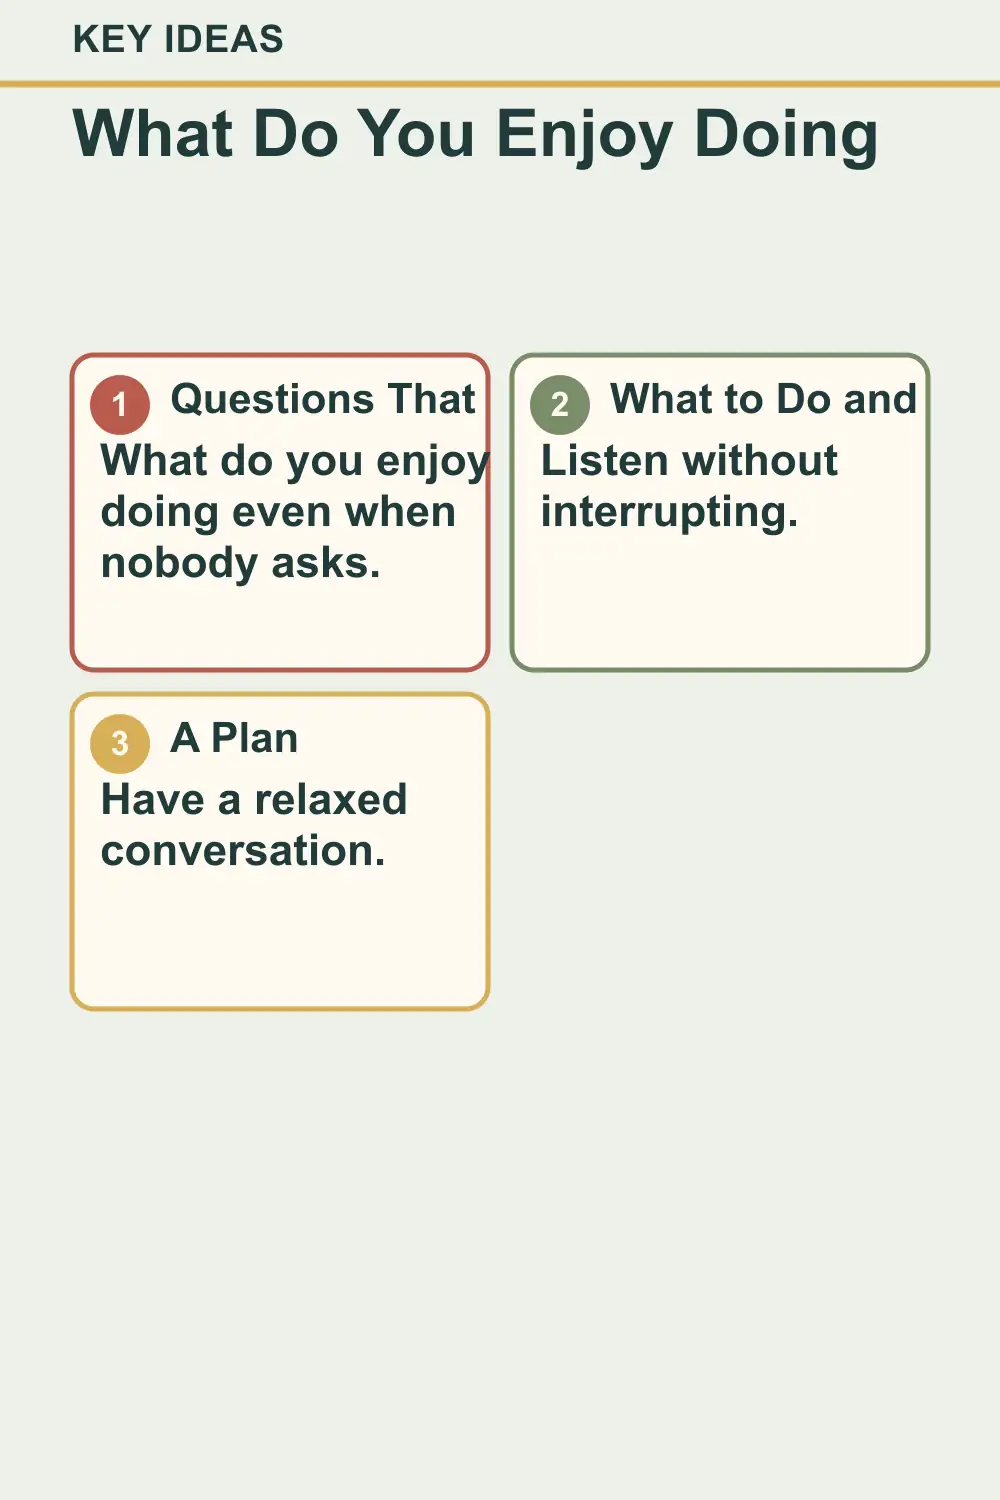 KEY IDEAS
What Do You Enjoy Doing
1 Questions That
What do you enjoy
doing even when
nobody asks.
2 What to Do and
Listen without
interrupting.
3 A Plan
Have a relaxed
conversation.